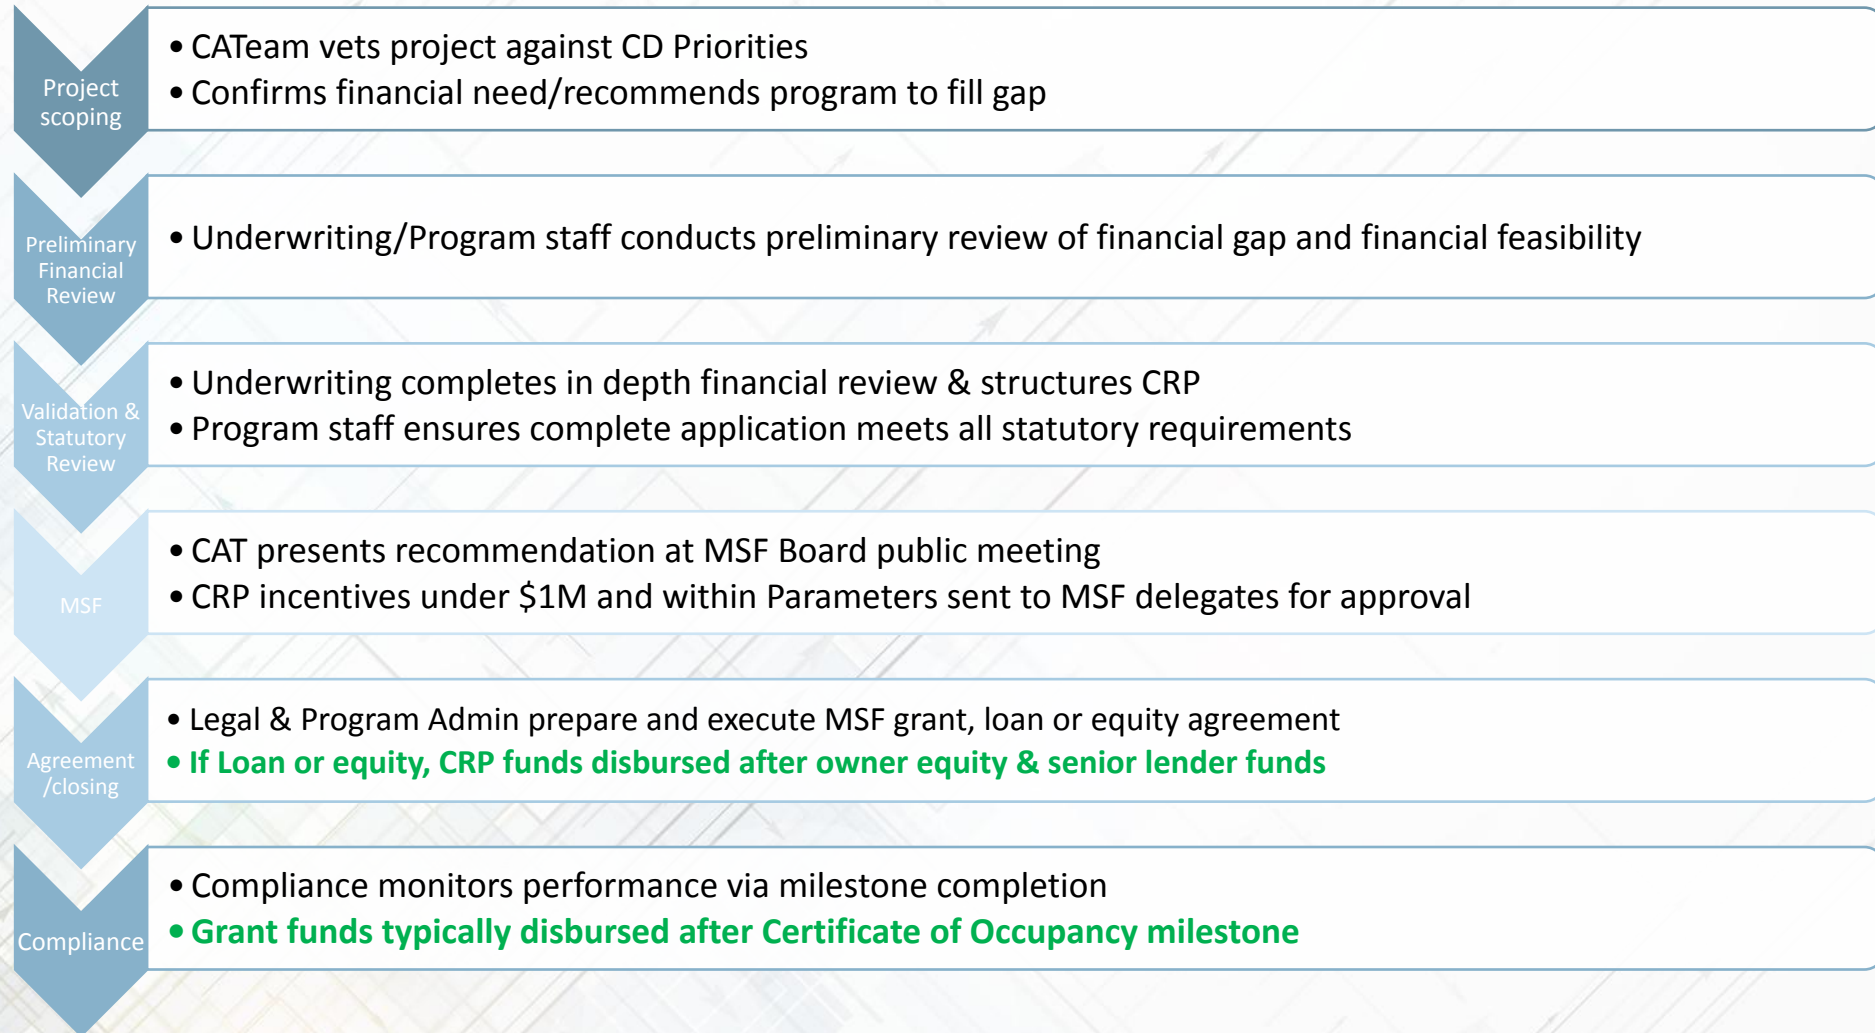 Project
scoping
• CATeam vets project against CD Priorities
• Confirms financial need/recommends program to fill gap
Preliminary
Financial
Review
• Underwriting/Program staff conducts preliminary review of financial gap and financial feasibility
Validation &
Statutory
Review
• Underwriting completes in depth financial review & structures CRP
• Program staff ensures complete application meets all statutory requirements
MSF
• CAT presents recommendation at MSF Board public meeting
• CRP incentives under $1M and within Parameters sent to MSF delegates for approval
Agreement
/closing
• Legal & Program Admin prepare and execute MSF grant, loan or equity agreement
• If Loan or equity, CRP funds disbursed after owner equity & senior lender funds
Compliance
• Compliance monitors performance via milestone completion
• Grant funds typically disbursed after Certificate of Occupancy milestone